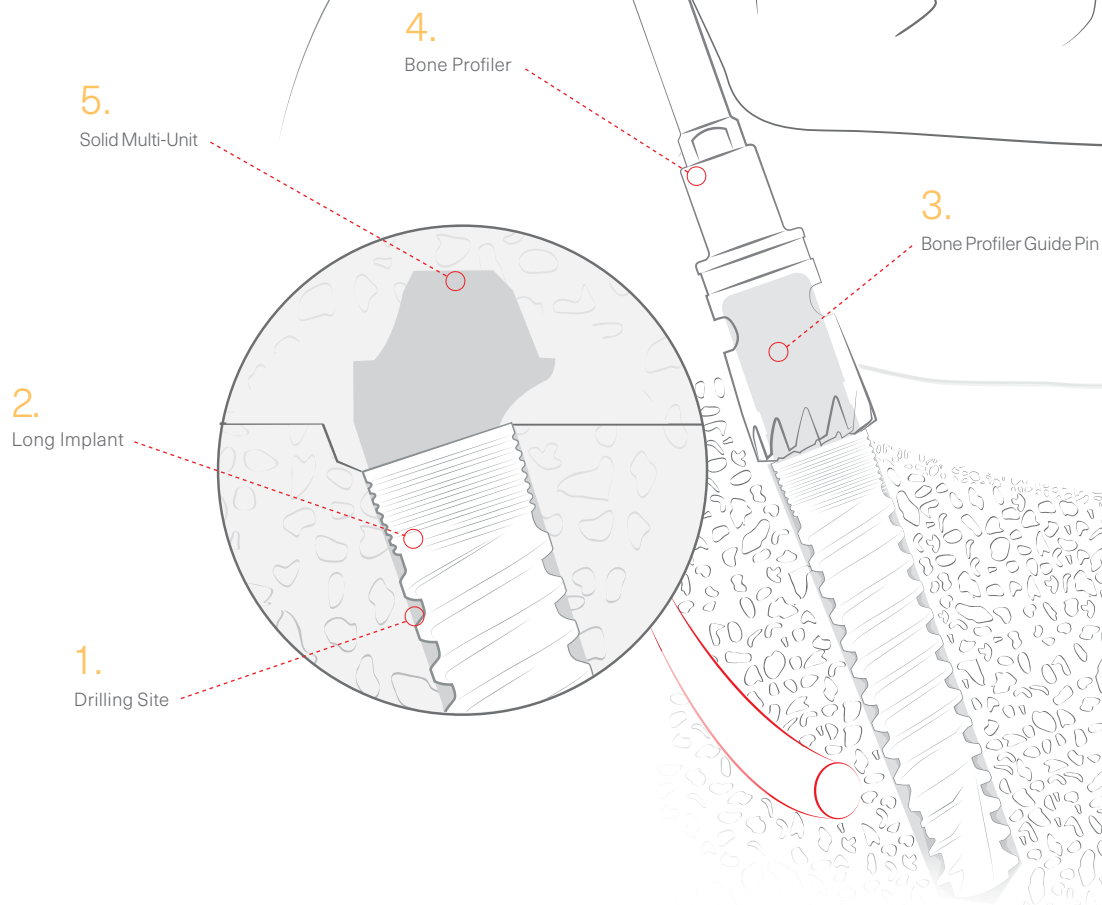 4.
Bone Profiler
5.
Solid Multi-Unit
3.
Bone Profiler Guide Pin
2.
Long Implant
1.
Drilling Site